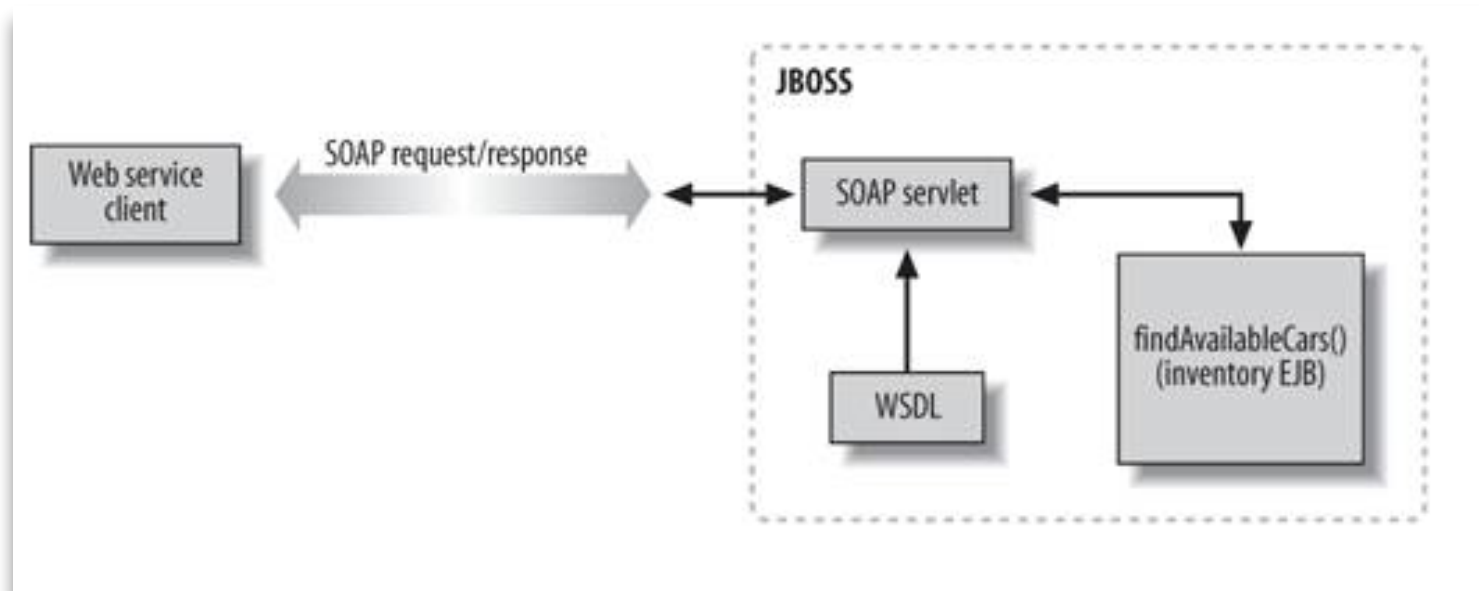 JBOSS
Web service
client
SOAP request/response
SOAP servlet
WSDL
findAvailableCars()
(inventory EJB)